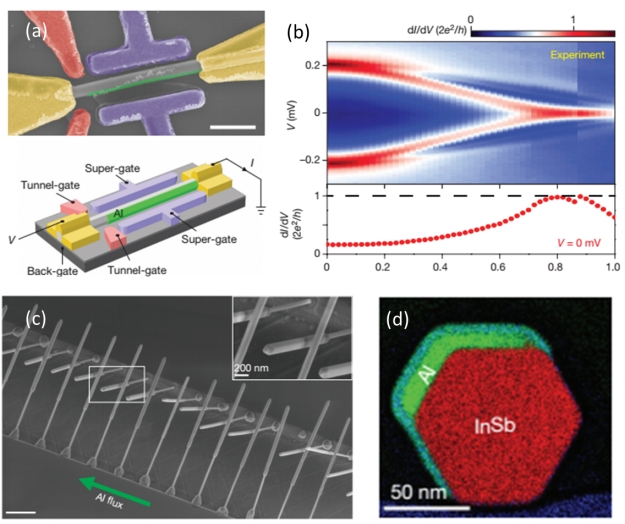 (a)
Super-gate
Tunnel-gate
Al
I
V
Super-gate
Back-gate
Tunnel-gate
(b)
dI/dV (2e²/h)
0
1
Experiment
V (mV)
0.2
0
−0.2
dI/dV
(2e²/h)
1
0
V = 0 mV
0 0.2 0.4 0.6 0.8 1.0
(c)
200 nm
Al flux
(d)
Al
InSb
50 nm